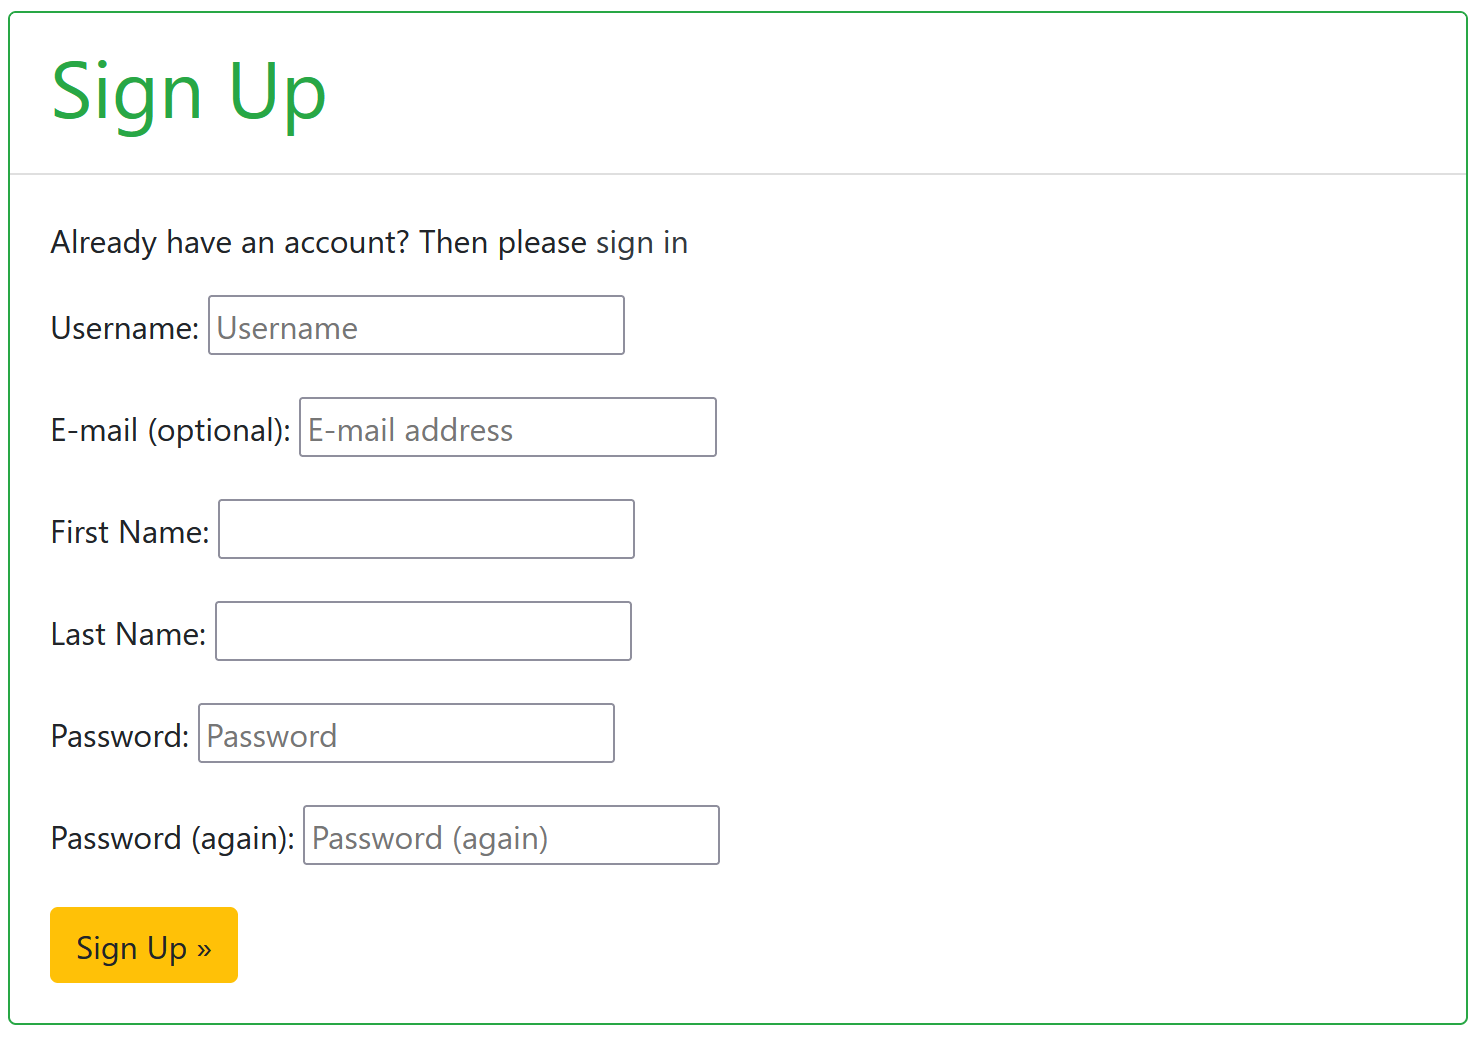 Sign Up
Already have an account? Then please sign in
Username: Username
E-mail (optional): E-mail address
First Name:
Last Name:
Password: Password
Password (again): Password (again)
Sign Up »